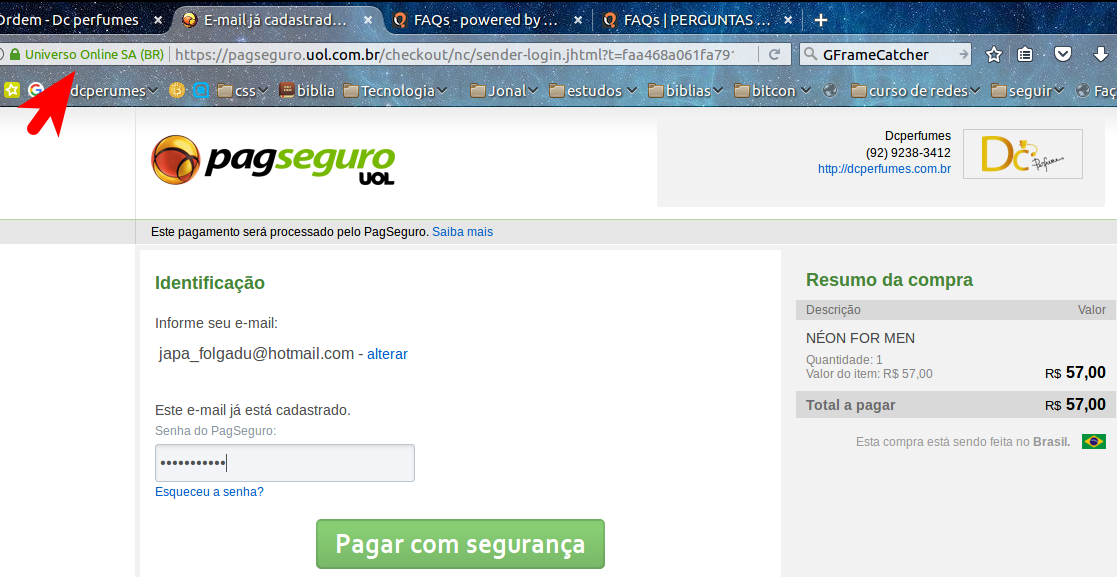 Ordem - Dc perfumes × E-mail já cadastrad... × FAQs - powered by ... × FAQs | PERGUNTAS ... × +
Universo Online SA (BR) https://pagseguro.uol.com.br/checkout/nc/sender-login.jhtml?t=faa468a061fa791 GFrameCatcher
dcperumes css biblia Tecnologia Jonal estudos biblias bitcon curso de redes seguir Faç
pagseguro
UOL
Dcperfumes
(92) 9238-3412
http://dcperfumes.com.br
Dc Perfumes
Este pagamento será processado pelo PagSeguro. Saiba mais
Identificação
Informe seu e-mail:
japa_folgadu@hotmail.com - alterar
Este e-mail já está cadastrado.
Senha do PagSeguro:
•••••••••••
Esqueceu a senha?
Pagar com segurança
Resumo da compra
Descrição Valor
NÉON FOR MEN
Quantidade: 1
Valor do item: R$ 57,00 R$ 57,00
Total a pagar R$ 57,00
Esta compra está sendo feita no Brasil.